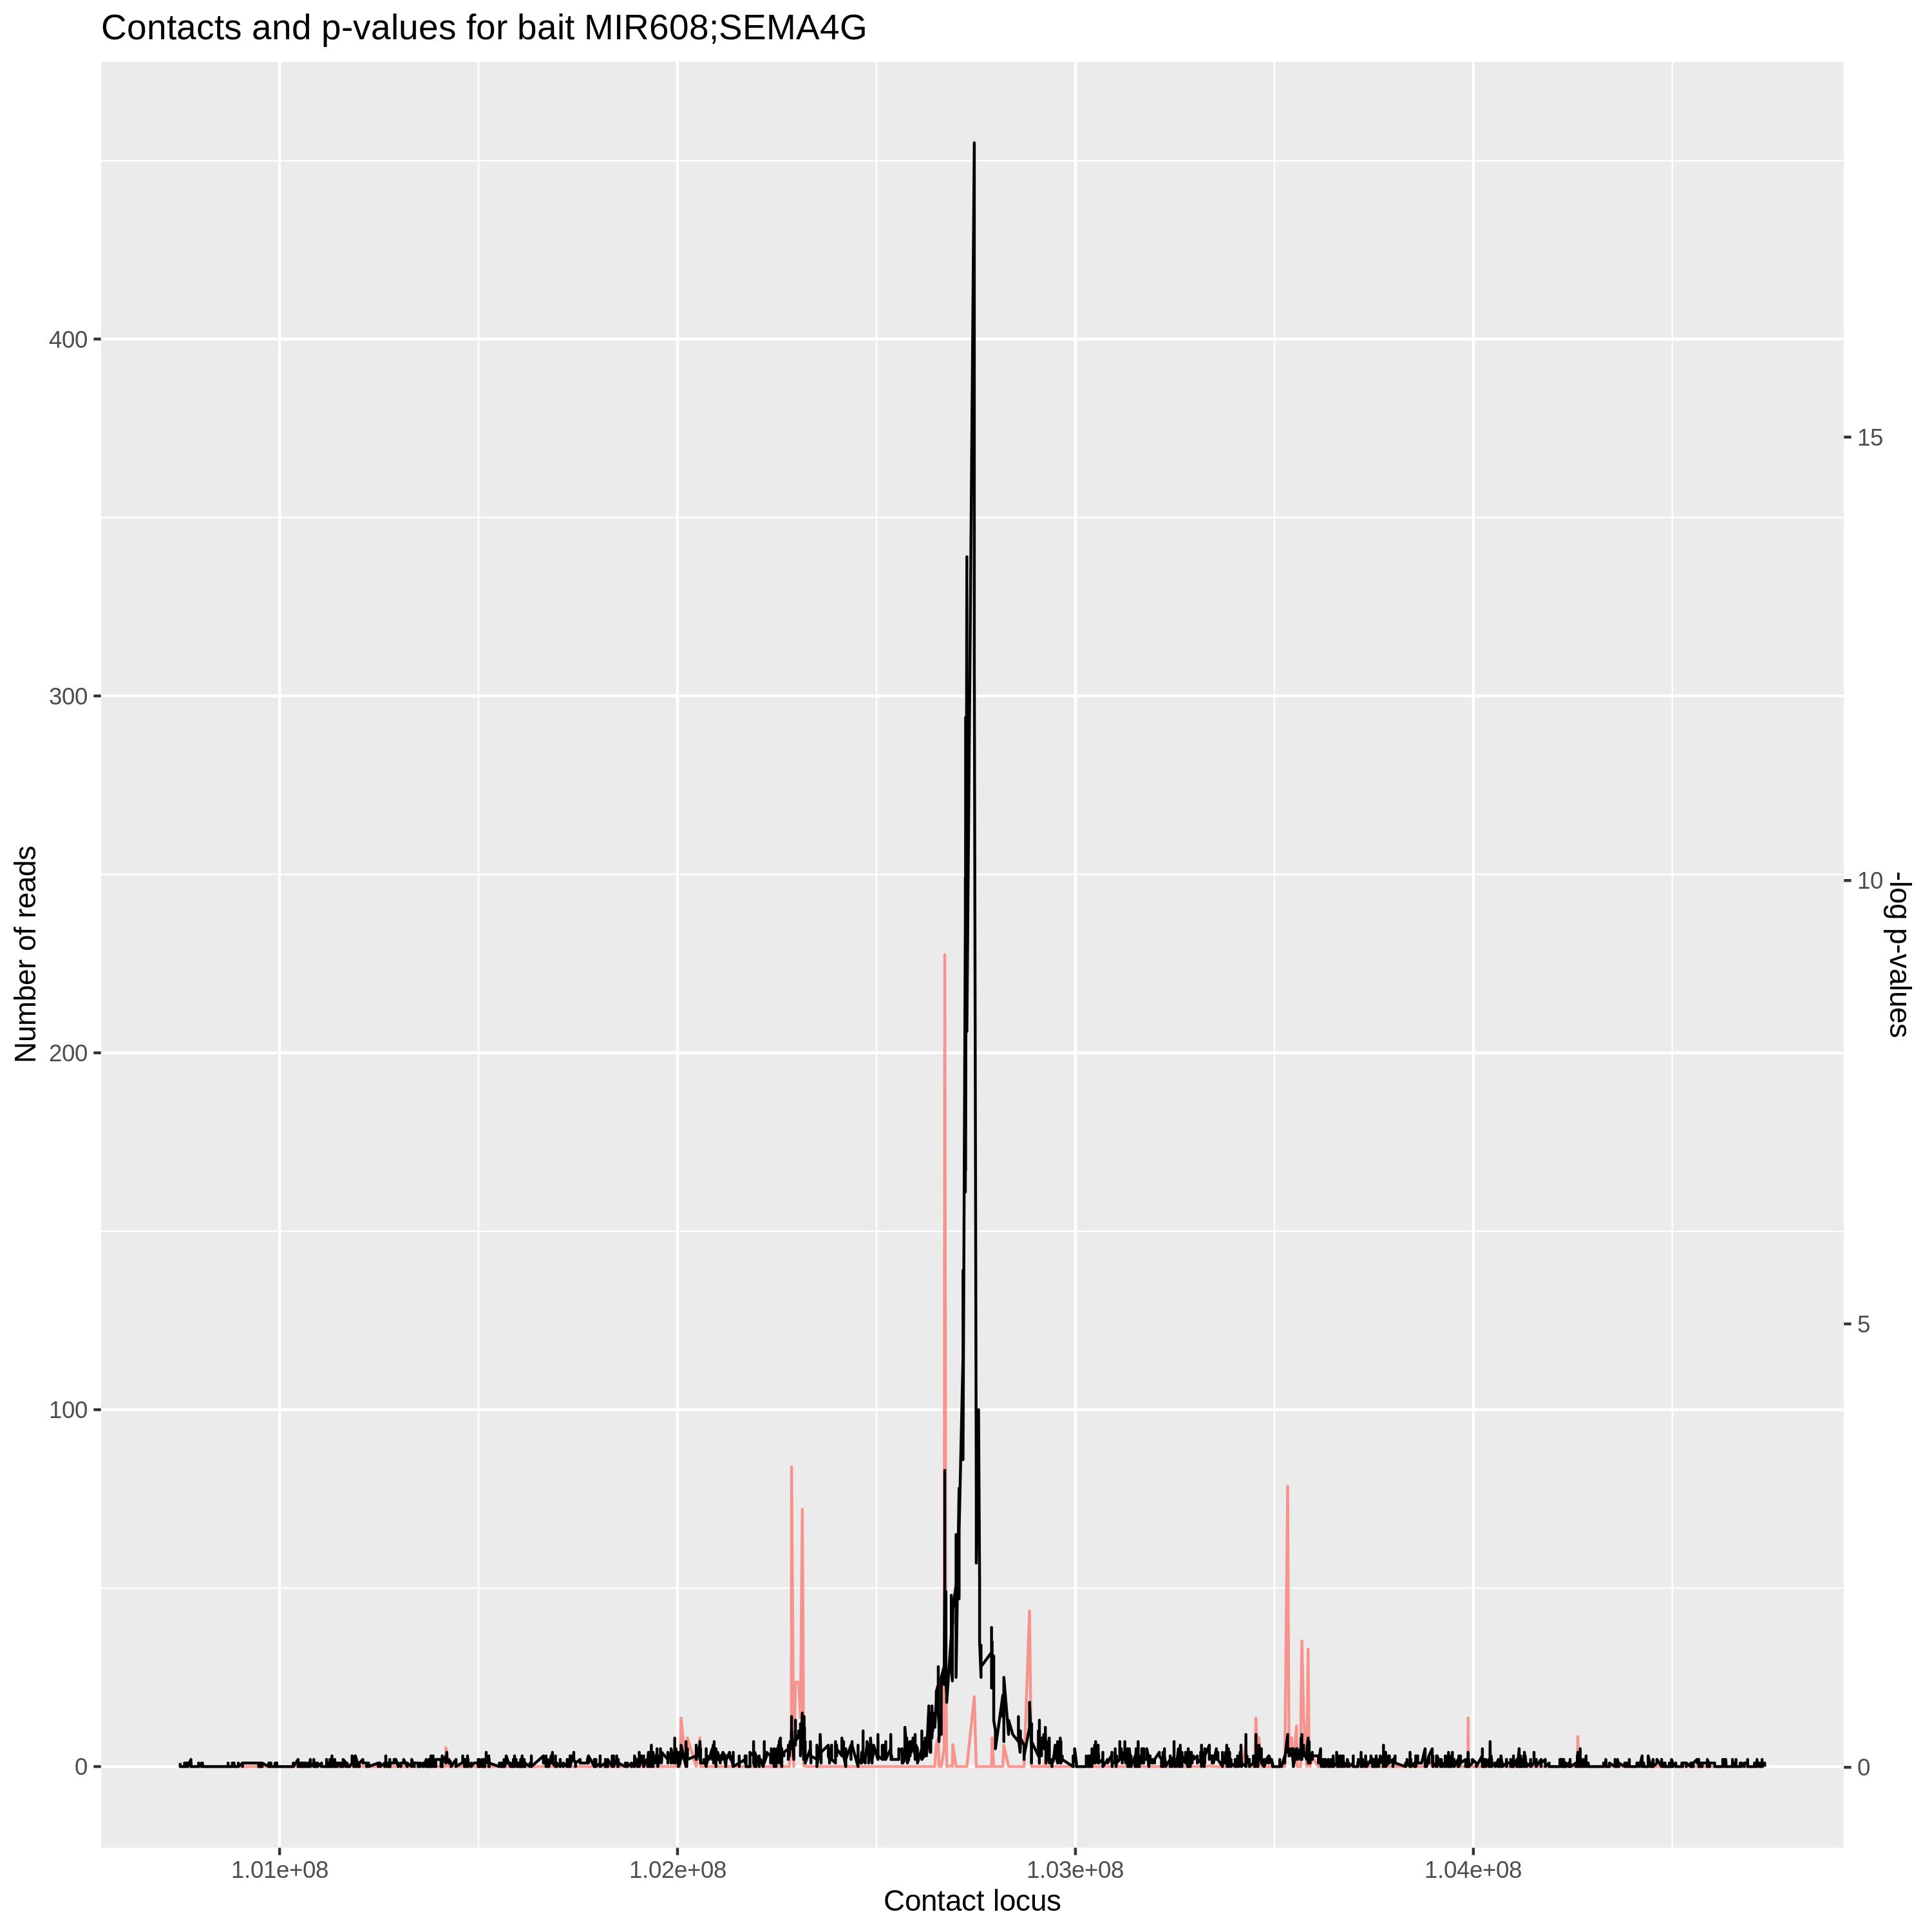 Contacts and p-values for bait MIR608;SEMA4G
Number of reads
400
300
200
100
0
15
10
5
0
-log p-values
1.01e+08
1.02e+08
1.03e+08
1.04e+08
Contact locus